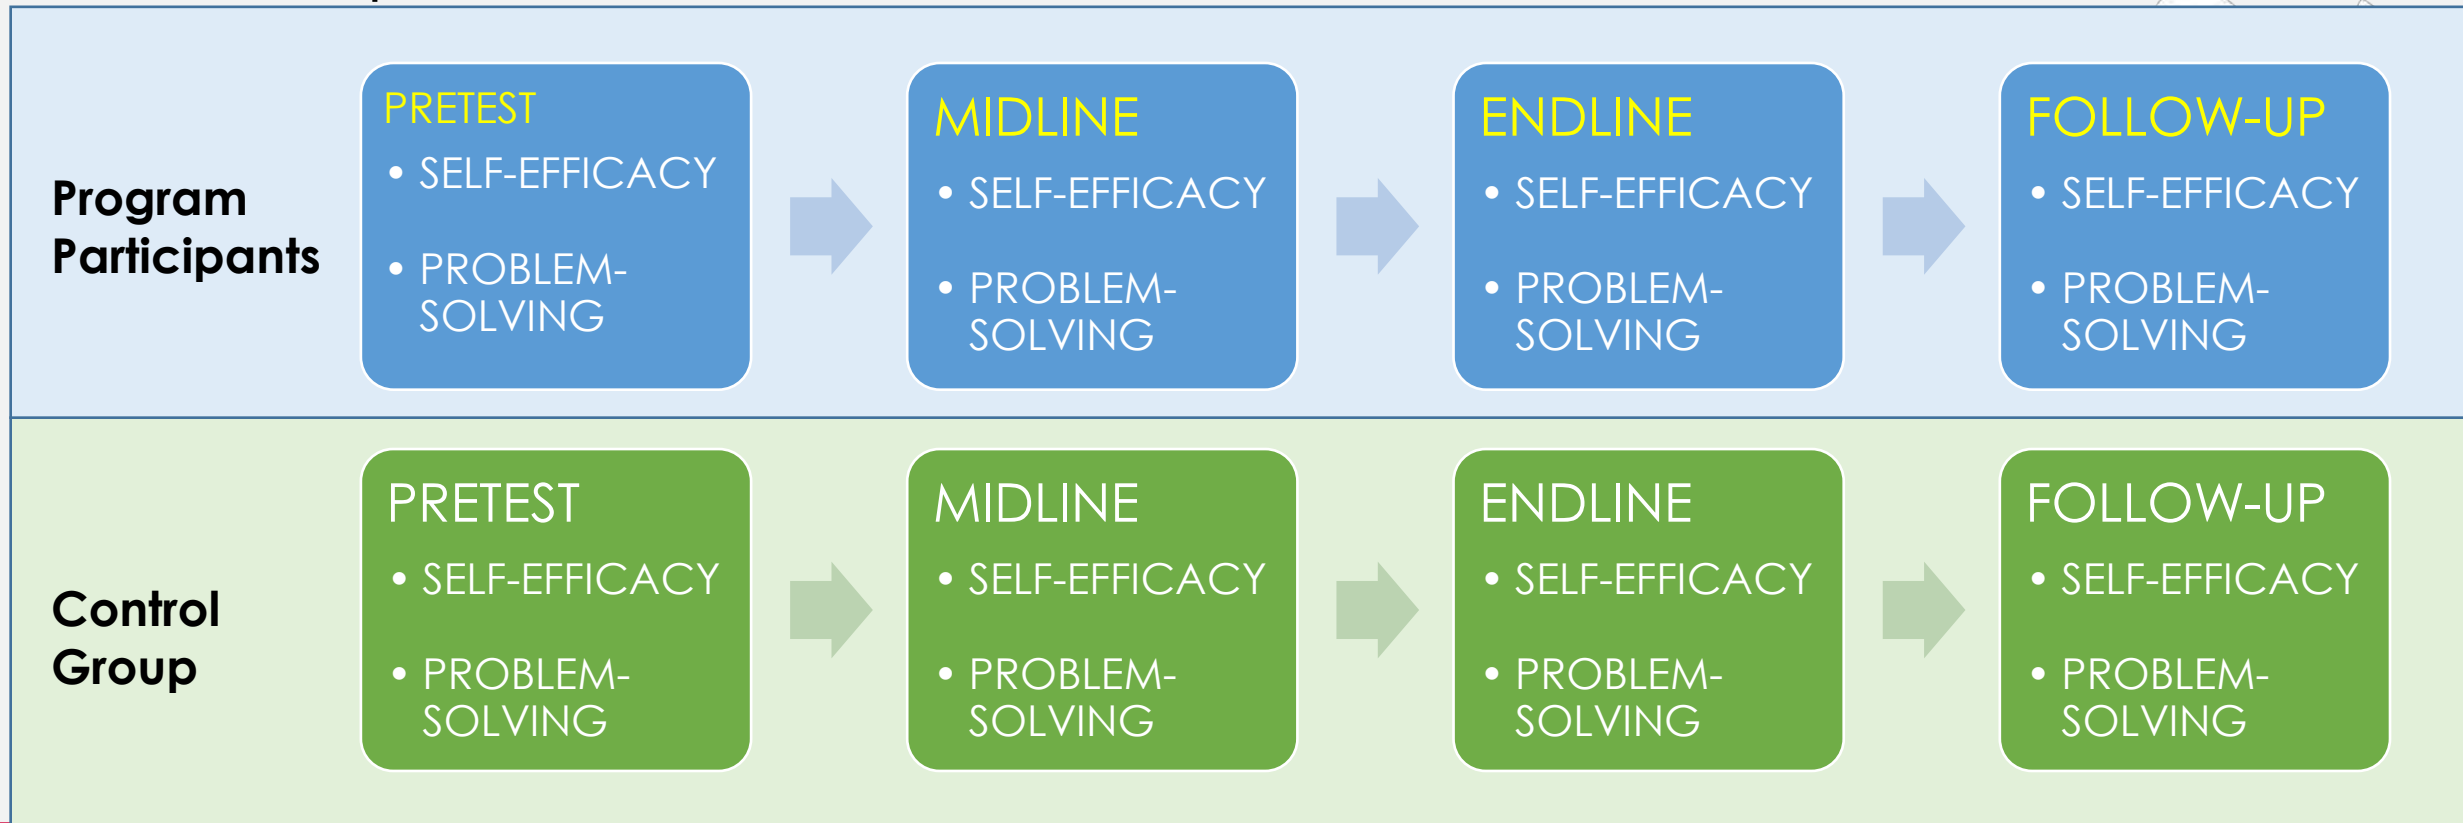 Program
Participants
PRETEST
• SELF-EFFICACY
• PROBLEM-
SOLVING
MIDLINE
• SELF-EFFICACY
• PROBLEM-
SOLVING
ENDLINE
• SELF-EFFICACY
• PROBLEM-
SOLVING
FOLLOW-UP
• SELF-EFFICACY
• PROBLEM-
SOLVING
Control
Group
PRETEST
• SELF-EFFICACY
• PROBLEM-
SOLVING
MIDLINE
• SELF-EFFICACY
• PROBLEM-
SOLVING
ENDLINE
• SELF-EFFICACY
• PROBLEM-
SOLVING
FOLLOW-UP
• SELF-EFFICACY
• PROBLEM-
SOLVING